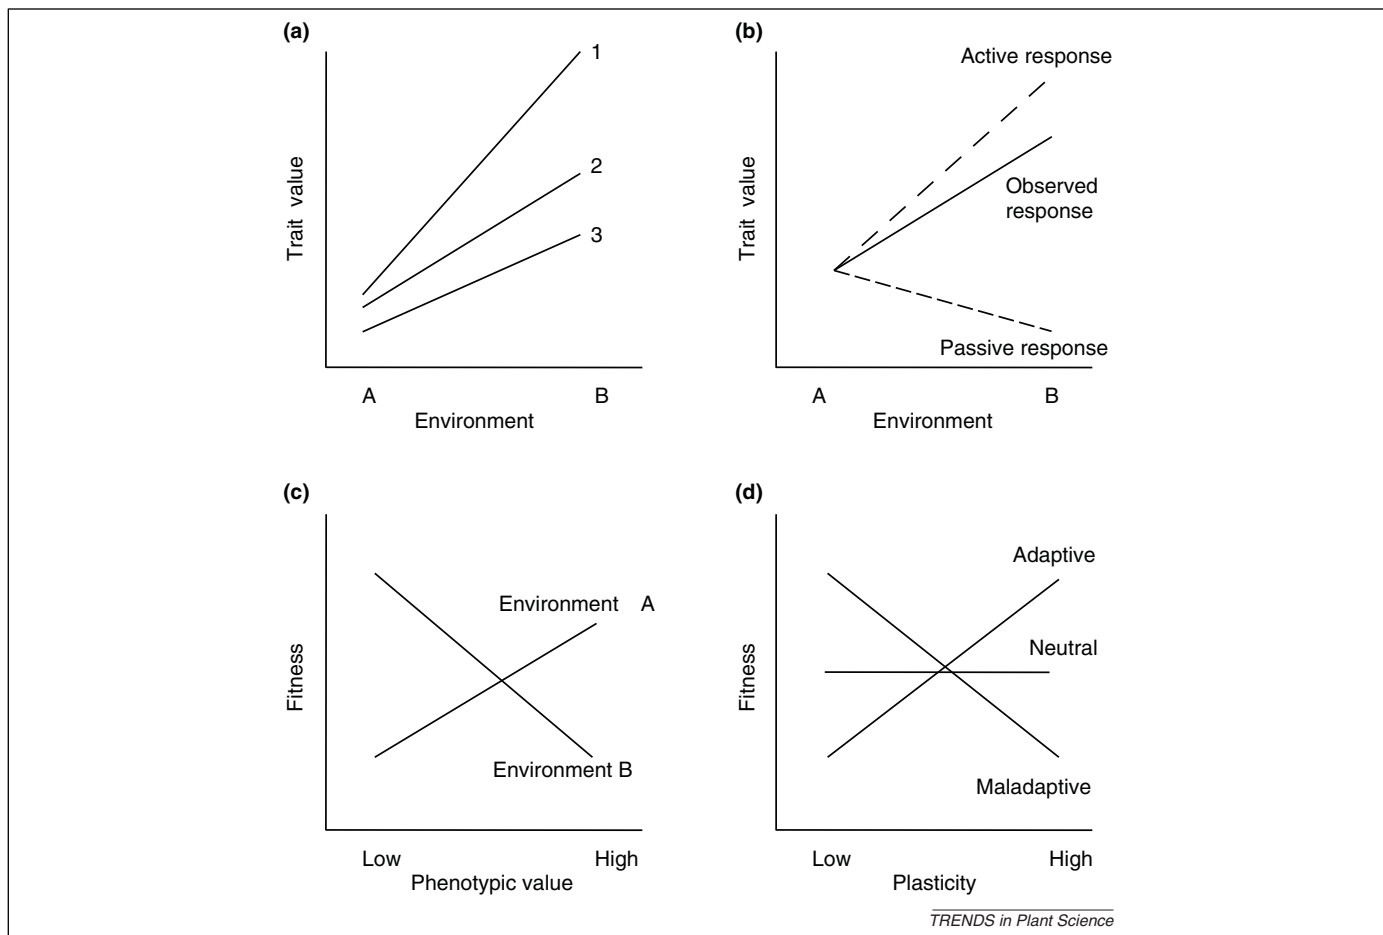 (a)
1
2
3
Trait value
A
B
Environment
(b)
Active response
Observed
response
Passive response
Trait value
A
B
Environment
(c)
Environment A
Environment B
Fitness
Low
High
Phenotypic value
(d)
Adaptive
Neutral
Maladaptive
Fitness
Low
High
Plasticity
TRENDS in Plant Science